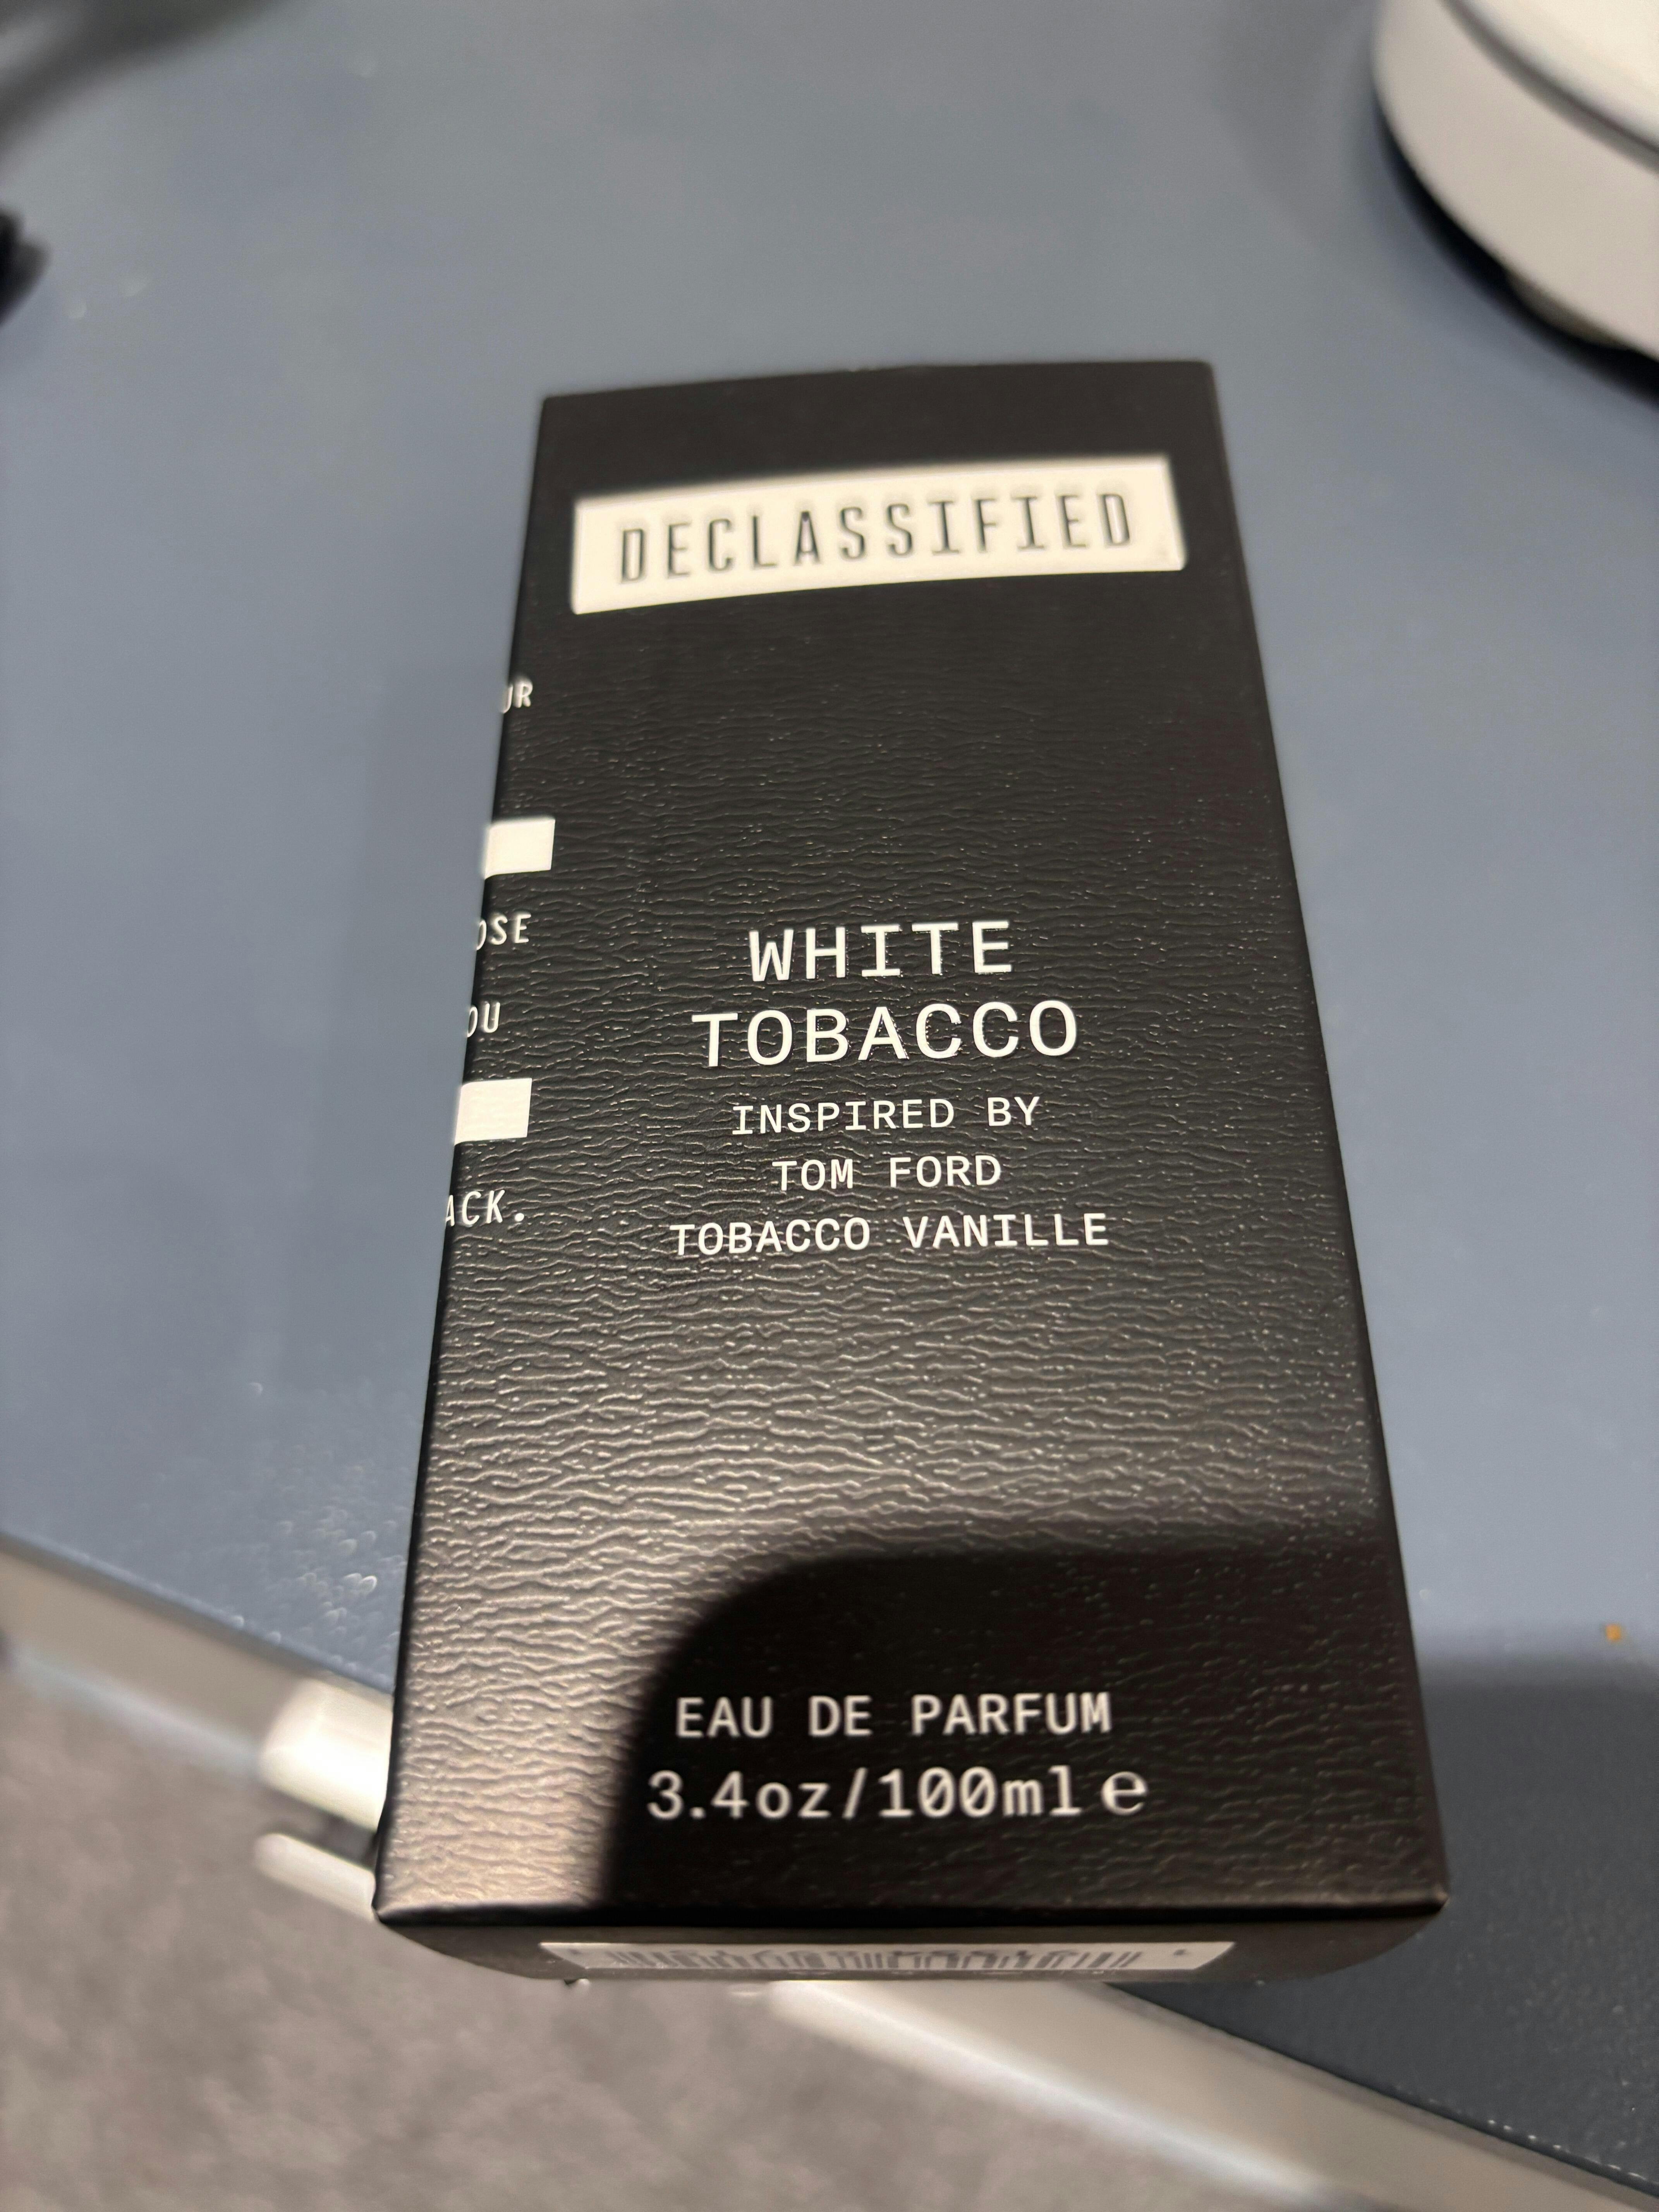 DECLASSIFIED
WHITE
TOBACCO
INSPIRED BY
TOM FORD
TOBACCO VANILLE
EAU DE PARFUM
3.4oz/100ml ℮